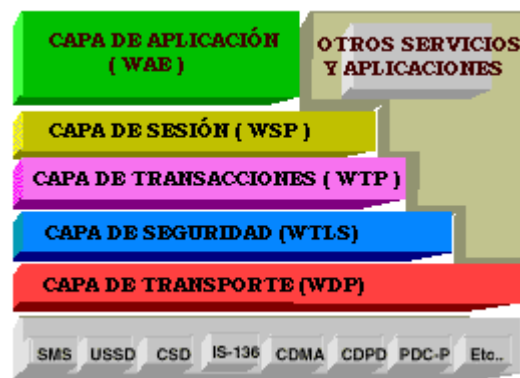 CAPA DE APLICACIÓN
( WAE )
OTROS SERVICIOS
Y APLICACIONES
CAPA DE SESIÓN ( WSP )
CAPA DE TRANSACCIONES ( WTP )
CAPA DE SEGURIDAD (WTLS)
CAPA DE TRANSPORTE (WDP)
SMS USSD CSD IS-136 CDMA CDPD PDC-P Etc..